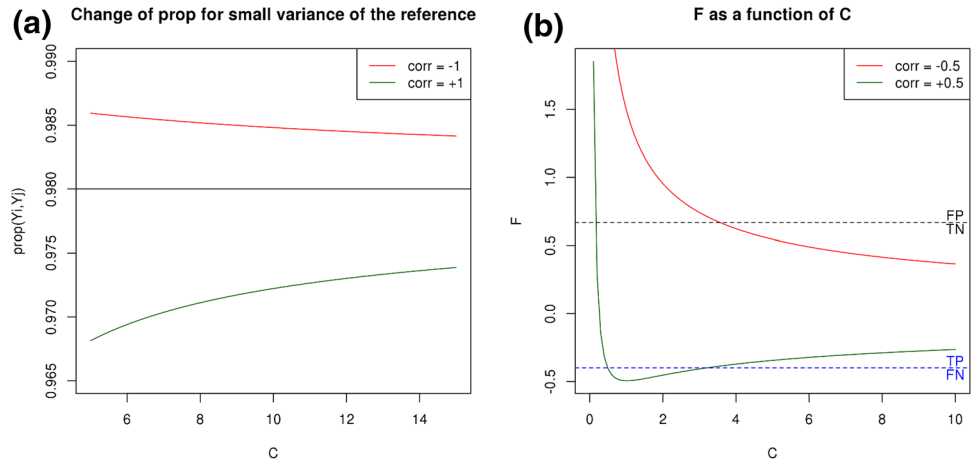 (a)
Change of prop for small variance of the reference
corr = -1
corr = +1
0.990
0.985
0.980
0.975
0.970
0.965
prop(Yi,Yj)
6 8 10 12 14
C
(b)
F as a function of C
corr = -0.5
corr = +0.5
1.5
1.0
0.5
0.0
-0.5
F
FP
TN
TP
FN
0 2 4 6 8 10
C